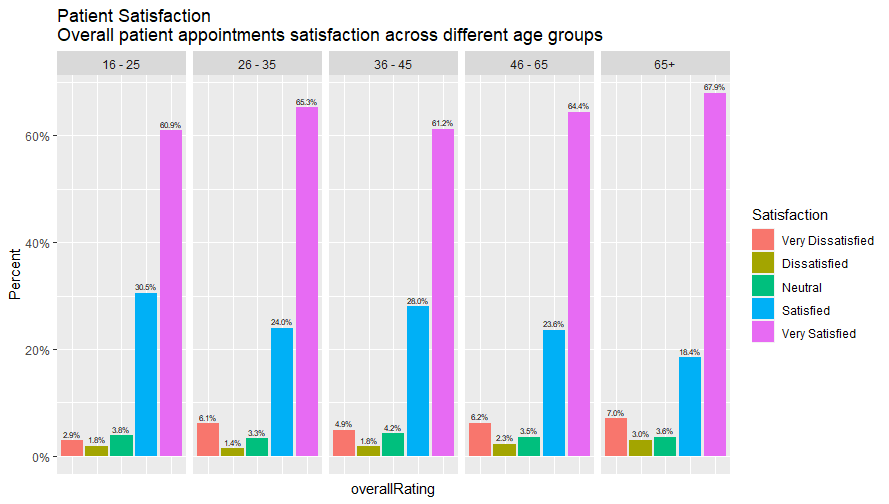 Patient Satisfaction
Overall patient appointments satisfaction across different age groups
16 - 25
26 - 35
36 - 45
46 - 65
65+
Percent
60%
40%
20%
0%
2.9%
1.8%
3.8%
30.5%
60.9%
6.1%
1.4%
3.3%
24.0%
65.3%
4.9%
1.8%
4.2%
28.0%
61.2%
6.2%
2.3%
3.5%
23.6%
64.4%
7.0%
3.0%
3.6%
18.4%
67.9%
overallRating
Satisfaction
Very Dissatisfied
Dissatisfied
Neutral
Satisfied
Very Satisfied